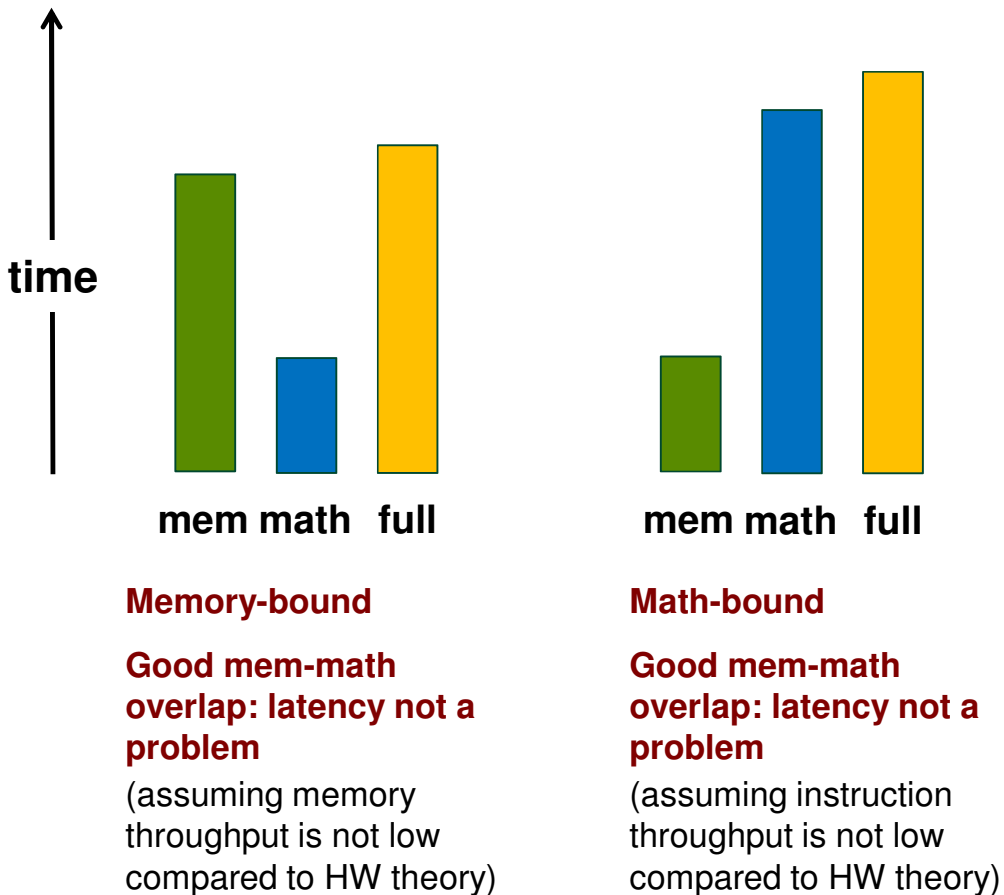 time
mem math full
mem math full
Memory-bound
Good mem-math
overlap: latency not a
problem
(assuming memory
throughput is not low
compared to HW theory)
Math-bound
Good mem-math
overlap: latency not a
problem
(assuming instruction
throughput is not low
compared to HW theory)